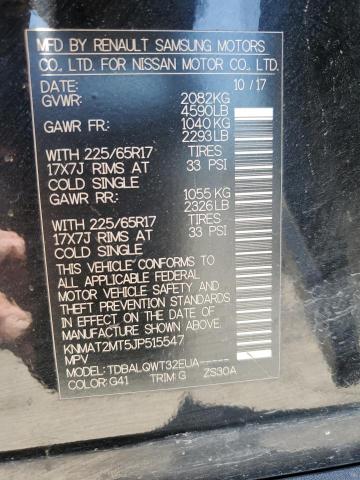 MFD BY RENAULT SAMSUNG MOTORS
CO., LTD. FOR NISSAN MOTOR CO., LTD.
DATE: 10 / 17
GVWR: 2082KG
4590LB
GAWR FR: 1040KG
2293LB
WITH 225/65R17 TIRES
17X7J RIMS AT 33 PSI
COLD SINGLE
GAWR RR: 1055KG
2326LB
WITH 225/65R17 TIRES
17X7J RIMS AT 33 PSI
COLD SINGLE
THIS VEHICLE CONFORMS TO
ALL APPLICABLE FEDERAL
MOTOR VEHICLE SAFETY AND
THEFT PREVENTION STANDARDS
IN EFFECT ON THE DATE OF
MANUFACTURE SHOWN ABOVE.
KNMAT2MT5JP515547
MPV
MODEL: TDBALQWT32EUA------
COLOR: G41 TRIM: G ZS30A